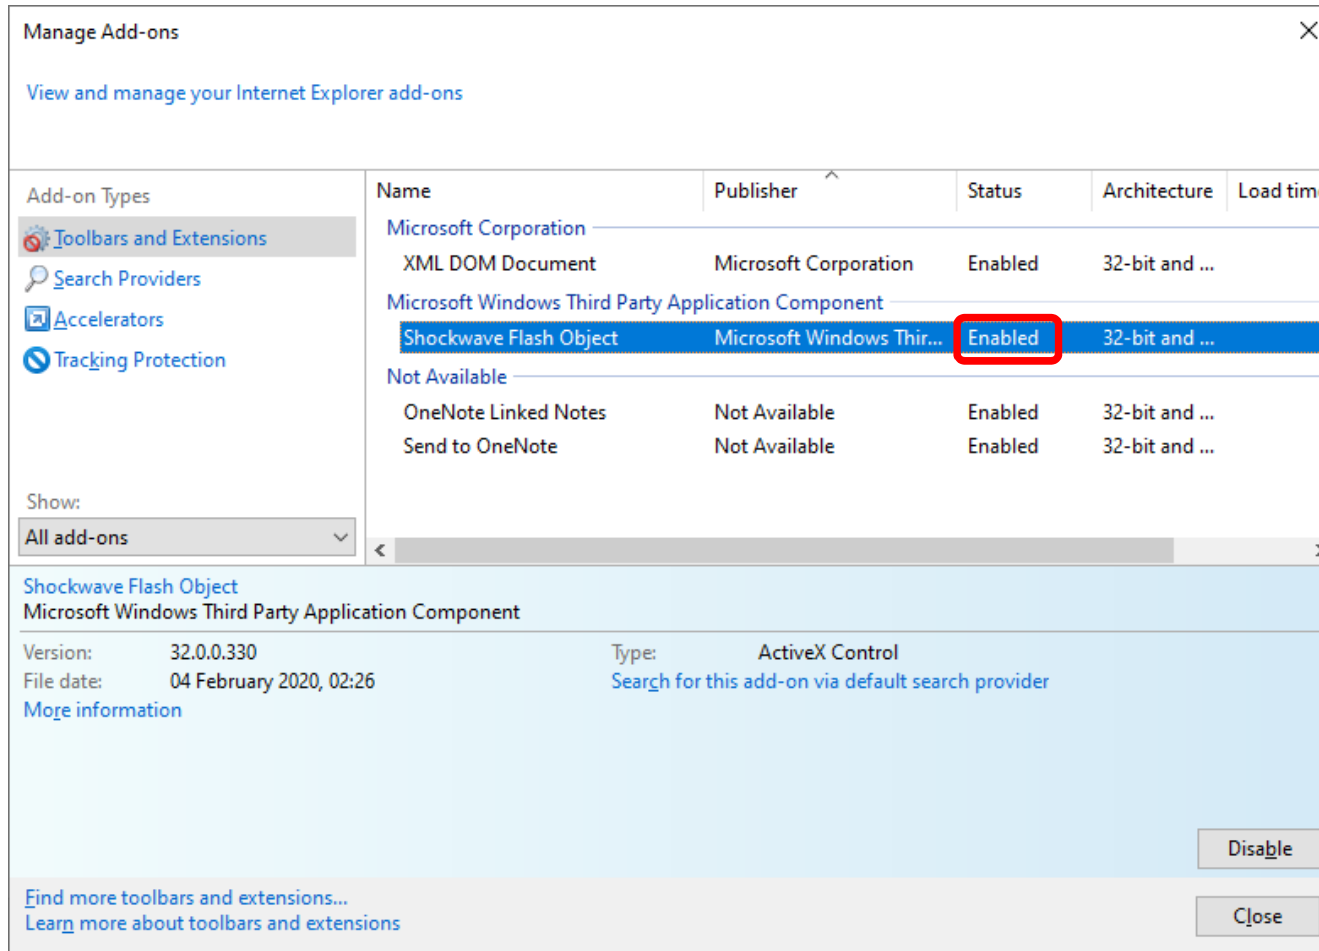 Manage Add-ons
View and manage your Internet Explorer add-ons
Add-on Types
Toolbars and Extensions
Search Providers
Accelerators
Tracking Protection
Show:
All add-ons
Name Publisher Status Architecture Load tim
Microsoft Corporation
XML DOM Document Microsoft Corporation Enabled 32-bit and ...
Microsoft Windows Third Party Application Component
Shockwave Flash Object Microsoft Windows Thir... Enabled 32-bit and ...
Not Available
OneNote Linked Notes Not Available Enabled 32-bit and ...
Send to OneNote Not Available Enabled 32-bit and ...
Shockwave Flash Object
Microsoft Windows Third Party Application Component
Version: 32.0.0.330 Type: ActiveX Control
File date: 04 February 2020, 02:26 Search for this add-on via default search provider
More information
Disable
Find more toolbars and extensions...
Learn more about toolbars and extensions
Close